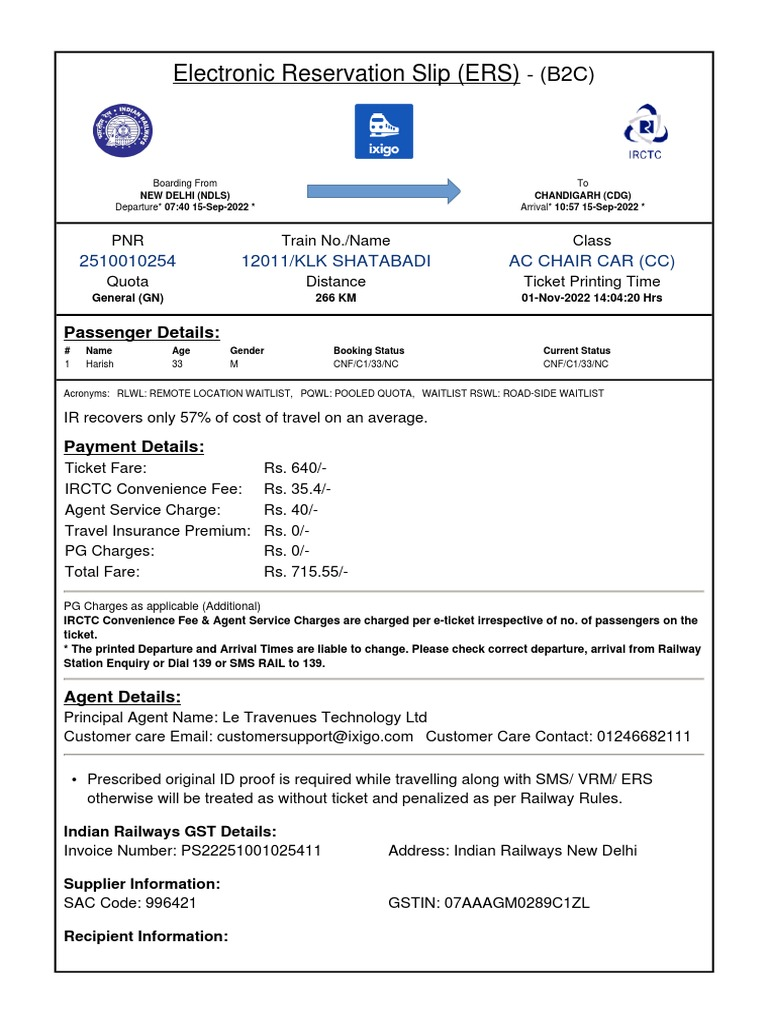 Electronic Reservation Slip (ERS) - (B2C)
INDIAN RAILWAYS
ixigo
IRCTC
Boarding From
NEW DELHI (NDLS)
Departure* 07:40 15-Sep-2022 *
To
CHANDIGARH (CDG)
Arrival* 10:57 15-Sep-2022 *
PNR Train No./Name Class
2510010254 12011/KLK SHATABADI AC CHAIR CAR (CC)
Quota Distance Ticket Printing Time
General (GN) 266 KM 01-Nov-2022 14:04:20 Hrs
Passenger Details:
# Name Age Gender Booking Status Current Status
1 Harish 33 M CNF/C1/33/NC CNF/C1/33/NC
Acronyms: RLWL: REMOTE LOCATION WAITLIST, PQWL: POOLED QUOTA, WAITLIST RSWL: ROAD-SIDE WAITLIST
IR recovers only 57% of cost of travel on an average.
Payment Details:
Ticket Fare: Rs. 640/-
IRCTC Convenience Fee: Rs. 35.4/-
Agent Service Charge: Rs. 40/-
Travel Insurance Premium: Rs. 0/-
PG Charges: Rs. 0/-
Total Fare: Rs. 715.55/-
PG Charges as applicable (Additional)
IRCTC Convenience Fee & Agent Service Charges are charged per e-ticket irrespective of no. of passengers on the
ticket.
* The printed Departure and Arrival Times are liable to change. Please check correct departure, arrival from Railway
Station Enquiry or Dial 139 or SMS RAIL to 139.
Agent Details:
Principal Agent Name: Le Travenues Technology Ltd
Customer care Email: customersupport@ixigo.com Customer Care Contact: 01246682111
• Prescribed original ID proof is required while travelling along with SMS/ VRM/ ERS
otherwise will be treated as without ticket and penalized as per Railway Rules.
Indian Railways GST Details:
Invoice Number: PS22251001025411 Address: Indian Railways New Delhi
Supplier Information:
SAC Code: 996421 GSTIN: 07AAAGM0289C1ZL
Recipient Information: